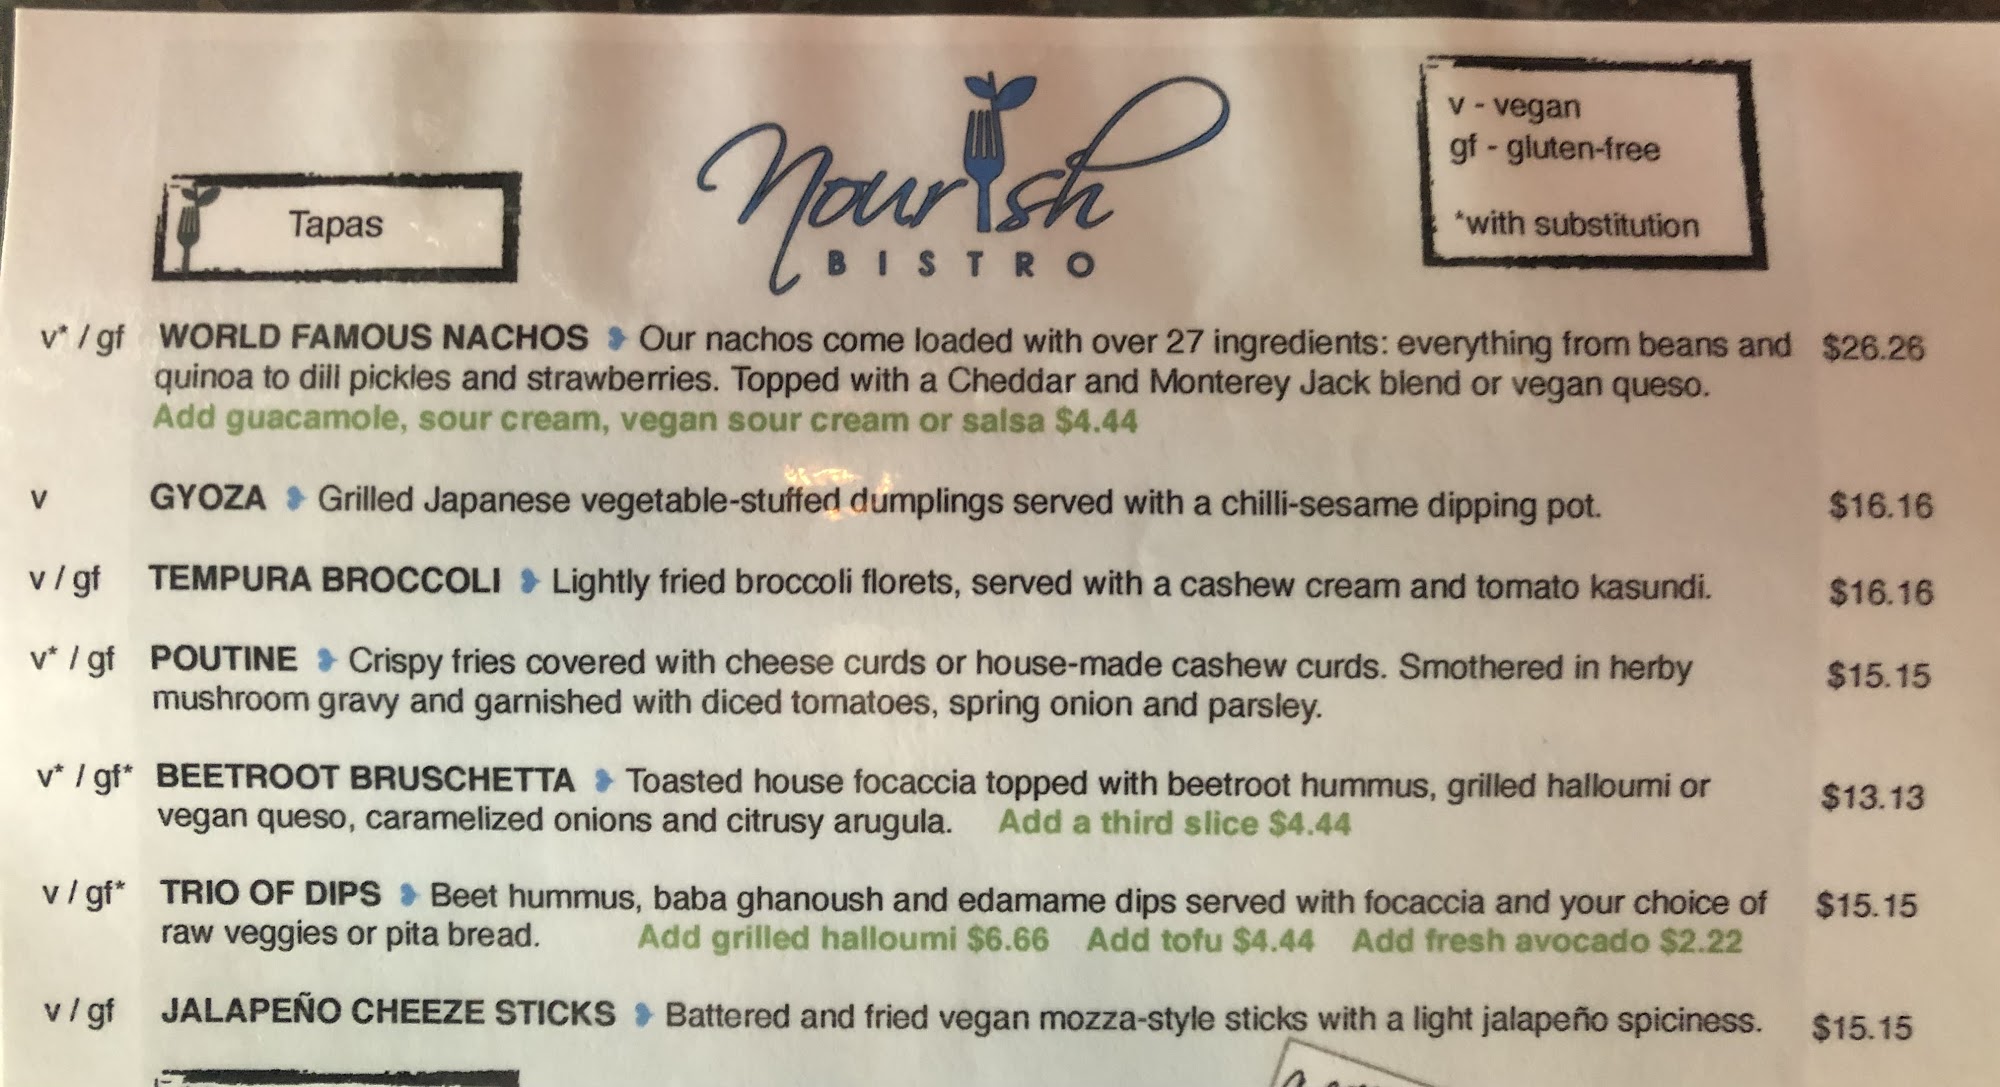 Nourish
BISTRO
v - vegan
gf - gluten-free
*with substitution
Tapas
v* / gf WORLD FAMOUS NACHOS Our nachos come loaded with over 27 ingredients: everything from beans and $26.26
quinoa to dill pickles and strawberries. Topped with a Cheddar and Monterey Jack blend or vegan queso.
Add guacamole, sour cream, vegan sour cream or salsa $4.44
v GYOZA Grilled Japanese vegetable-stuffed dumplings served with a chilli-sesame dipping pot. $16.16
v / gf TEMPURA BROCCOLI Lightly fried broccoli florets, served with a cashew cream and tomato kasundi. $16.16
v* / gf POUTINE Crispy fries covered with cheese curds or house-made cashew curds. Smothered in herby $15.15
mushroom gravy and garnished with diced tomatoes, spring onion and parsley.
v* / gf* BEETROOT BRUSCHETTA Toasted house focaccia topped with beetroot hummus, grilled halloumi or $13.13
vegan queso, caramelized onions and citrusy arugula. Add a third slice $4.44
v / gf* TRIO OF DIPS Beet hummus, baba ghanoush and edamame dips served with focaccia and your choice of $15.15
raw veggies or pita bread. Add grilled halloumi $6.66 Add tofu $4.44 Add fresh avocado $2.22
v / gf JALAPEÑO CHEEZE STICKS Battered and fried vegan mozza-style sticks with a light jalapeño spiciness. $15.15